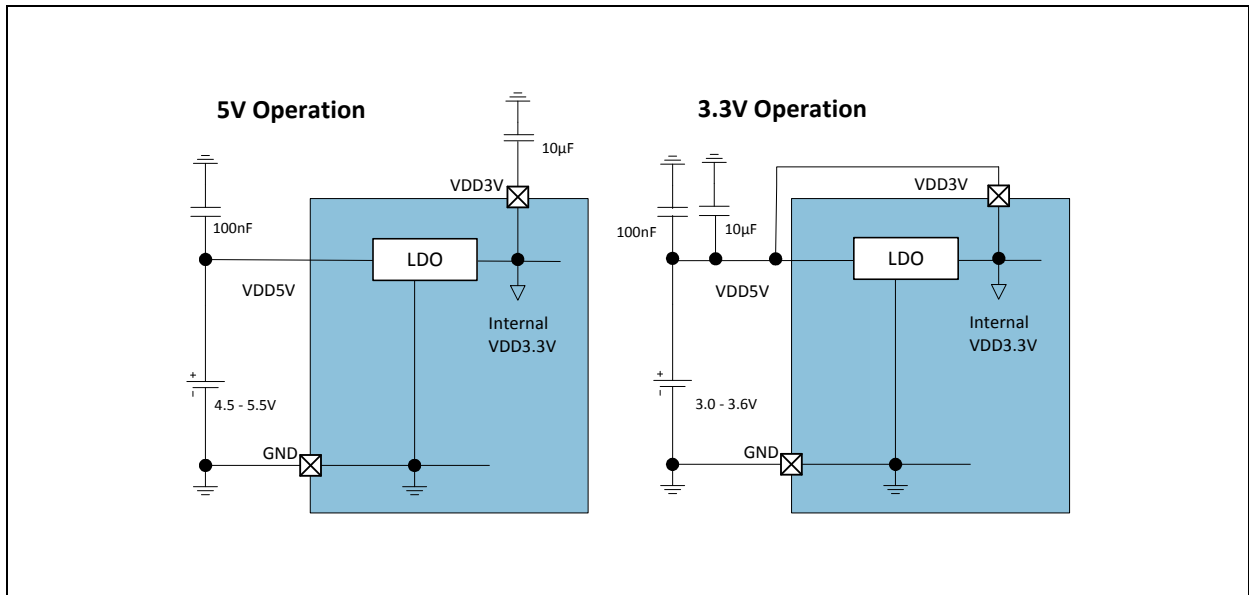 5V Operation
10µF
VDD3V
100nF
LDO
VDD5V
Internal
VDD3.3V
+
-
4.5 - 5.5V
GND
3.3V Operation
VDD3V
100nF
10µF
LDO
VDD5V
Internal
VDD3.3V
+
-
3.0 - 3.6V
GND